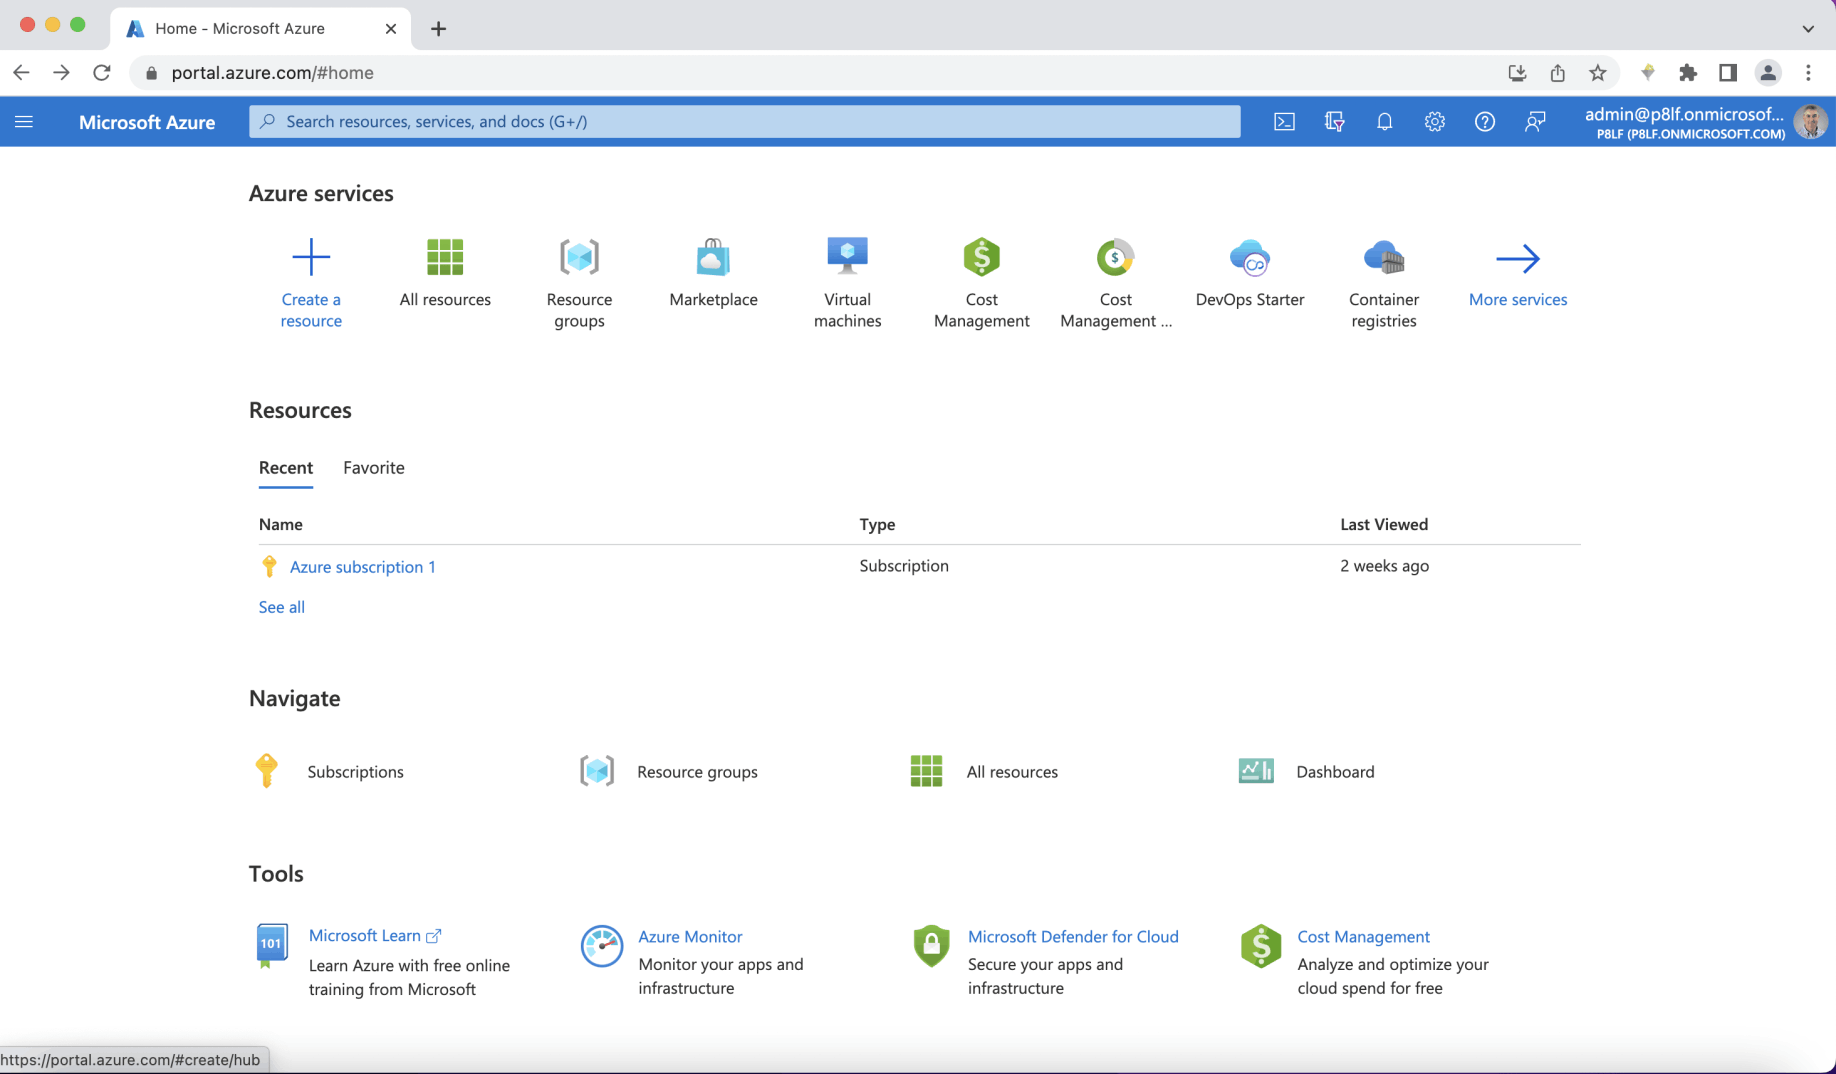 Home - Microsoft Azure
portal.azure.com/#home
Microsoft Azure
Search resources, services, and docs (G+/)
admin@p8lf.onmicrosof...
P8LF (P8LF.ONMICROSOFT.COM)
Azure services
Create a
resource
All resources
Resource
groups
Marketplace
Virtual
machines
Cost
Management
Cost
Management ...
DevOps Starter
Container
registries
More services
Resources
Recent
Favorite
Name
Type
Last Viewed
Azure subscription 1
Subscription
2 weeks ago
See all
Navigate
Subscriptions
Resource groups
All resources
Dashboard
Tools
101
Microsoft Learn
Learn Azure with free online
training from Microsoft
Azure Monitor
Monitor your apps and
infrastructure
Microsoft Defender for Cloud
Secure your apps and
infrastructure
Cost Management
Analyze and optimize your
cloud spend for free
https://portal.azure.com/#create/hub